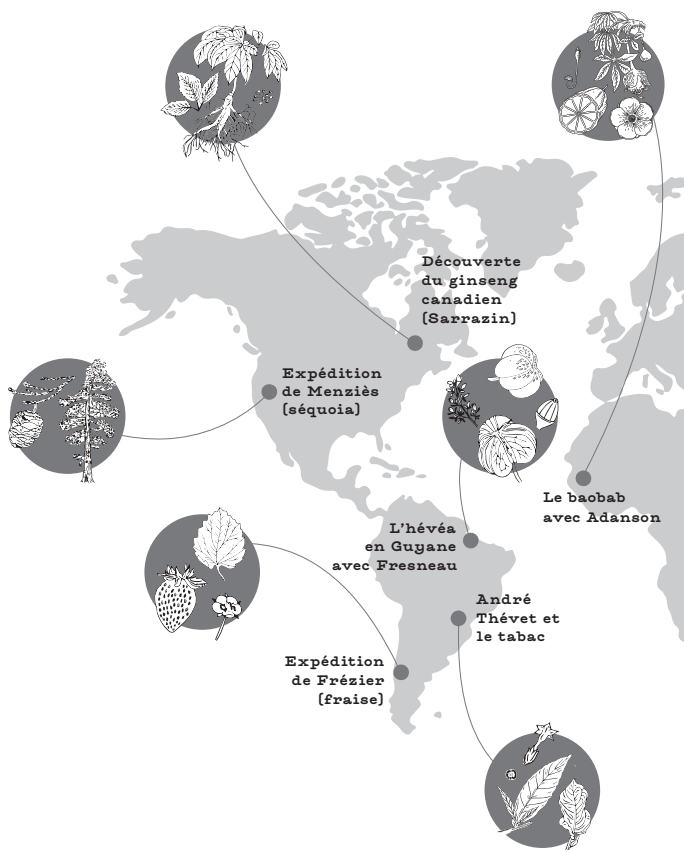 Découverte
du ginseng
canadien
(Sarrazin)
Expédition
de Menziès
(séquoia)
Le baobab
avec Adanson
L'hévéa
en Guyane
avec Fresneau
André
Thévet et
le tabac
Expédition
de Frézier
(fraise)